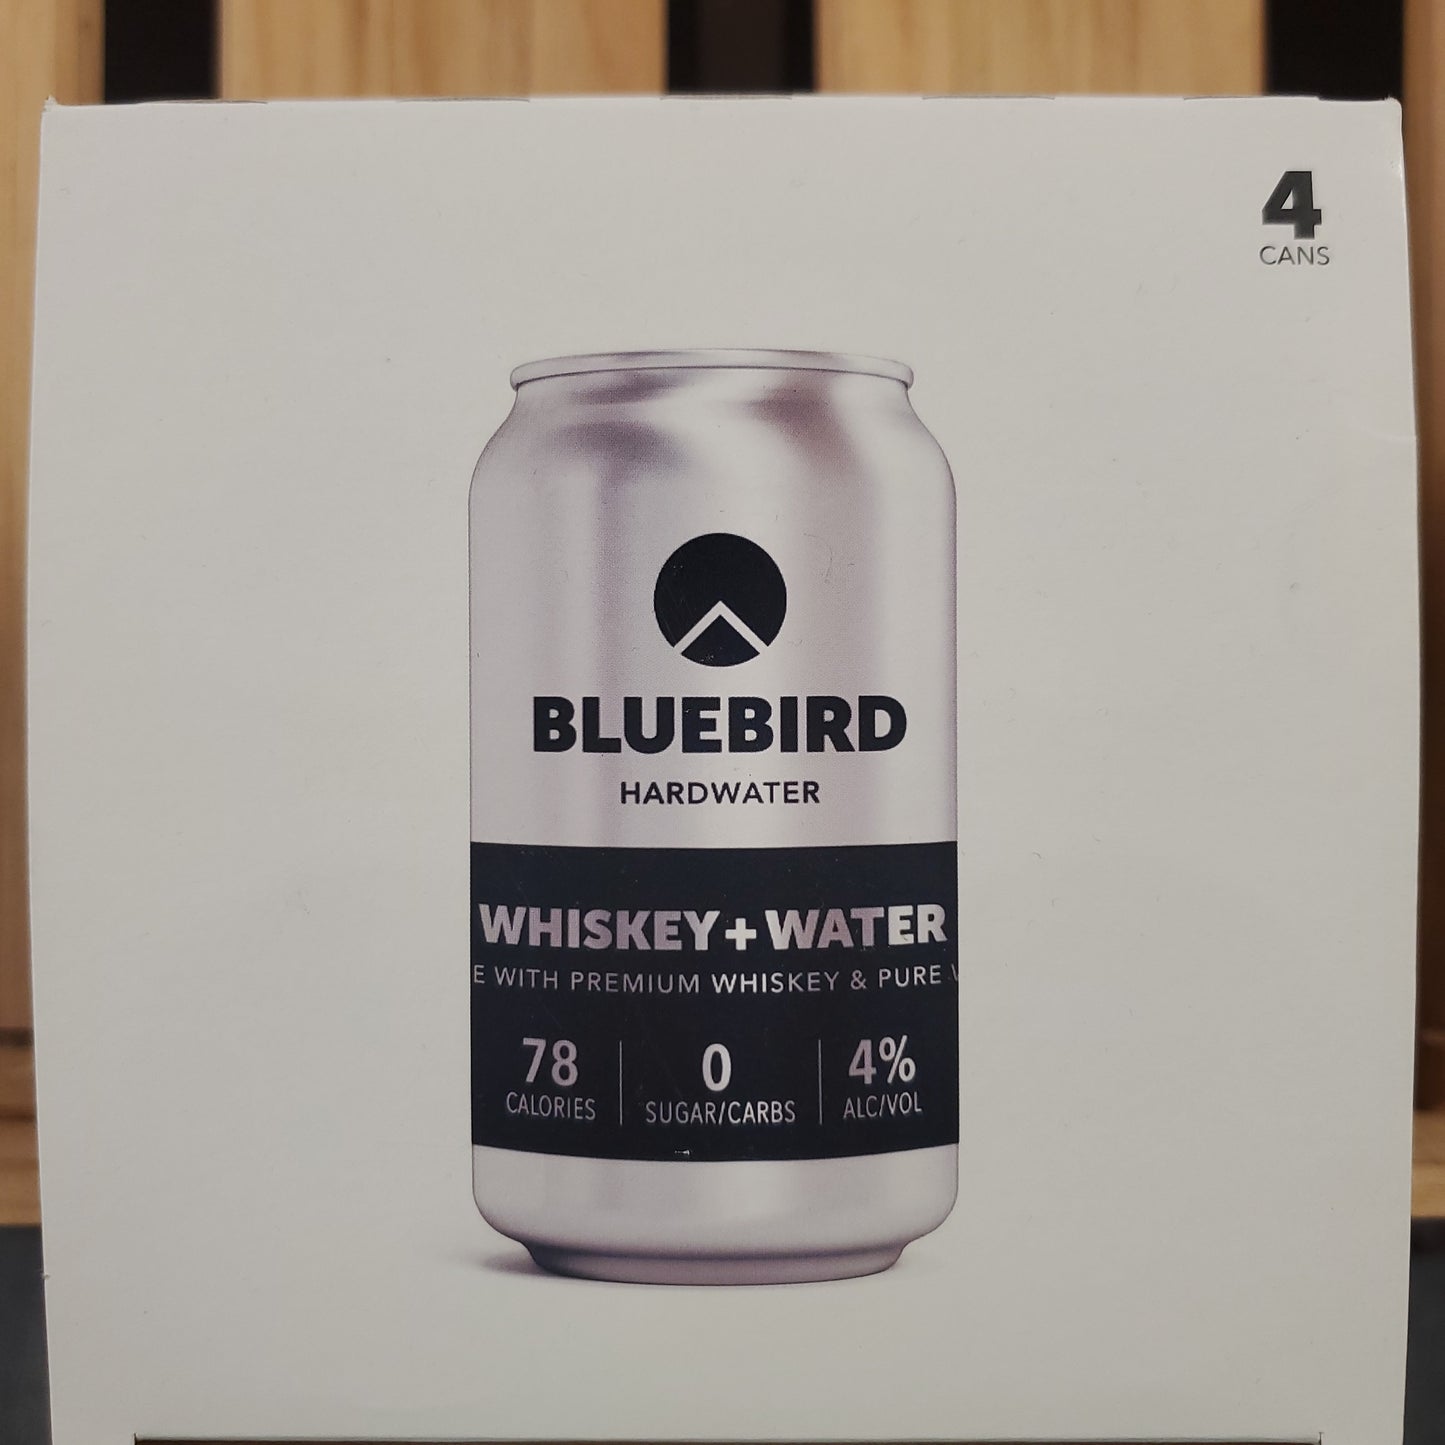 4
CANS
BLUEBIRD
HARDWATER
WHISKEY+WATER
E WITH PREMIUM WHISKEY & PURE
78 0 4%
CALORIES SUGAR/CARBS ALC/VOL